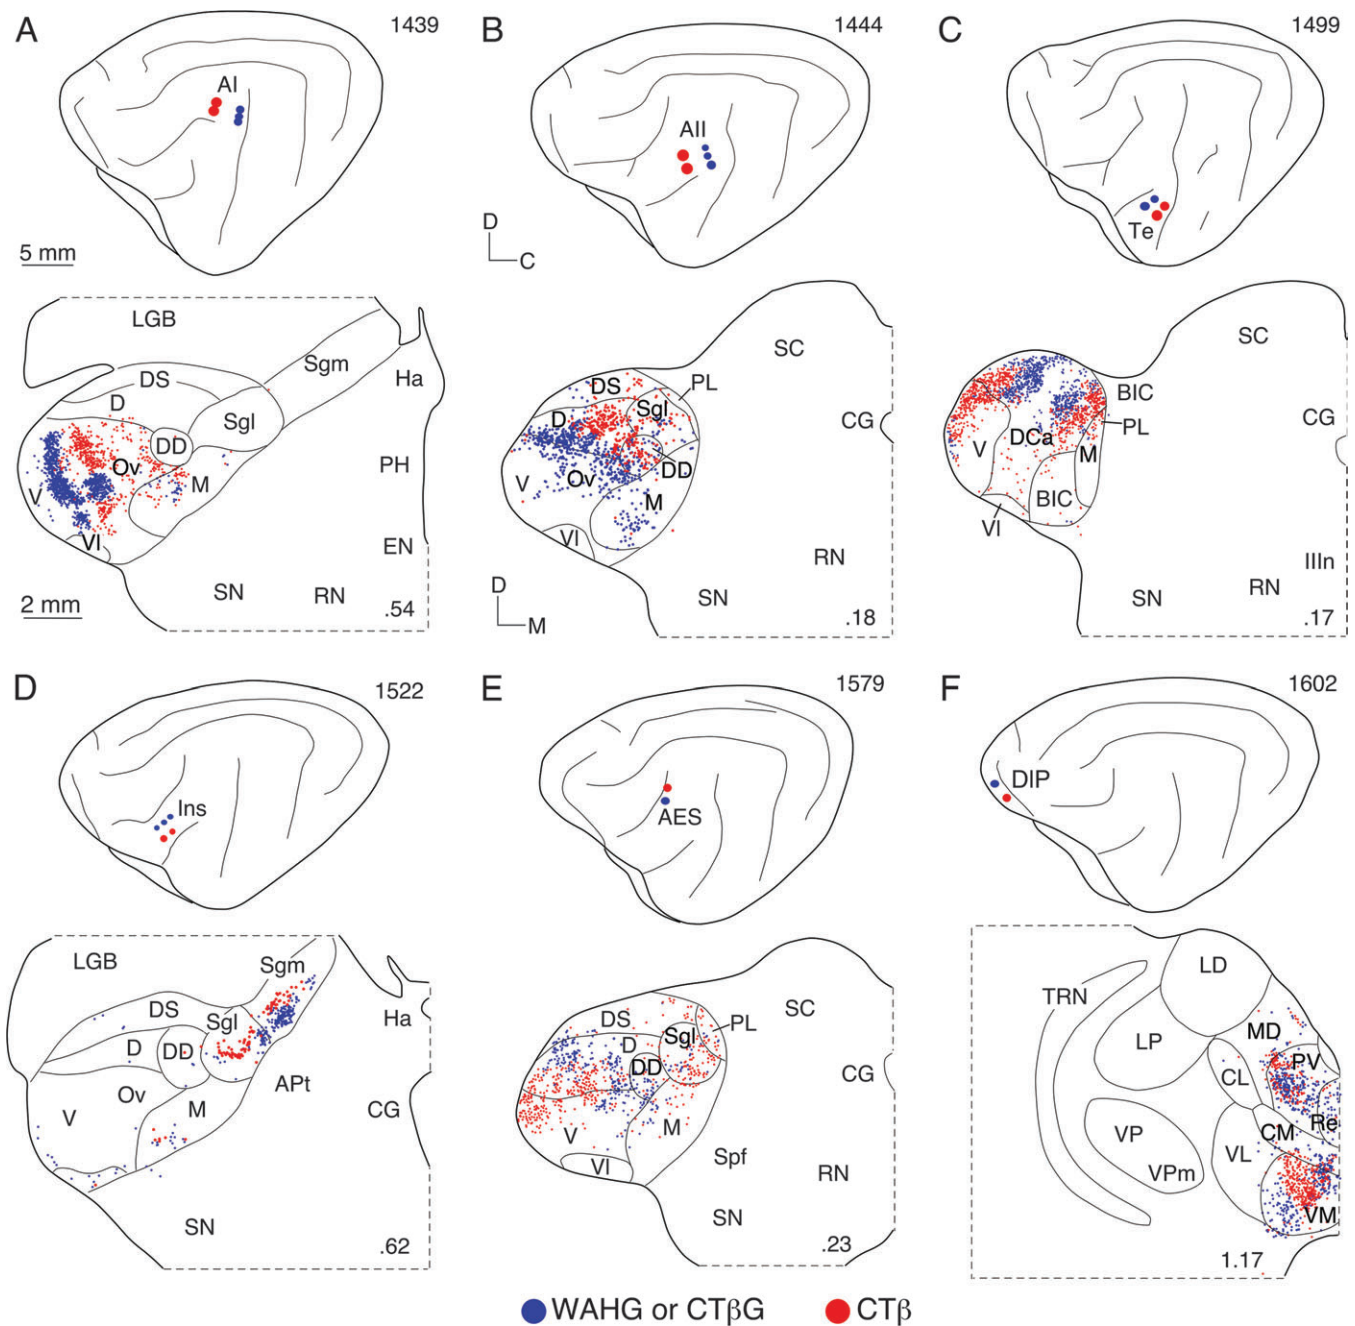 A
1439
AI
5 mm
LGB
Sgm
Ha
DS
D
Sgl
DD
Ov
PH
V
M
Vl
EN
SN
RN
2 mm
.54
B
1444
AII
D
C
SC
DS
PL
Sgl
D
CG
DD
Ov
V
M
Vl
RN
D
SN
M
.18
C
1499
Te
SC
BIC
CG
PL
V
DCa
M
BIC
Vl
IIIn
SN
RN
.17
D
1522
Ins
LGB
Sgm
DS
Sgl
Ha
D
DD
APt
Ov
M
CG
V
SN
.62
E
1579
AES
SC
DS
PL
Sgl
D
DD
CG
V
M
Spf
Vl
RN
SN
.23
F
1602
DIP
LD
TRN
MD
LP
PV
CL
Re
VP
CM
VL
VPm
VM
1.17
WAHG or CTβG
CTβ